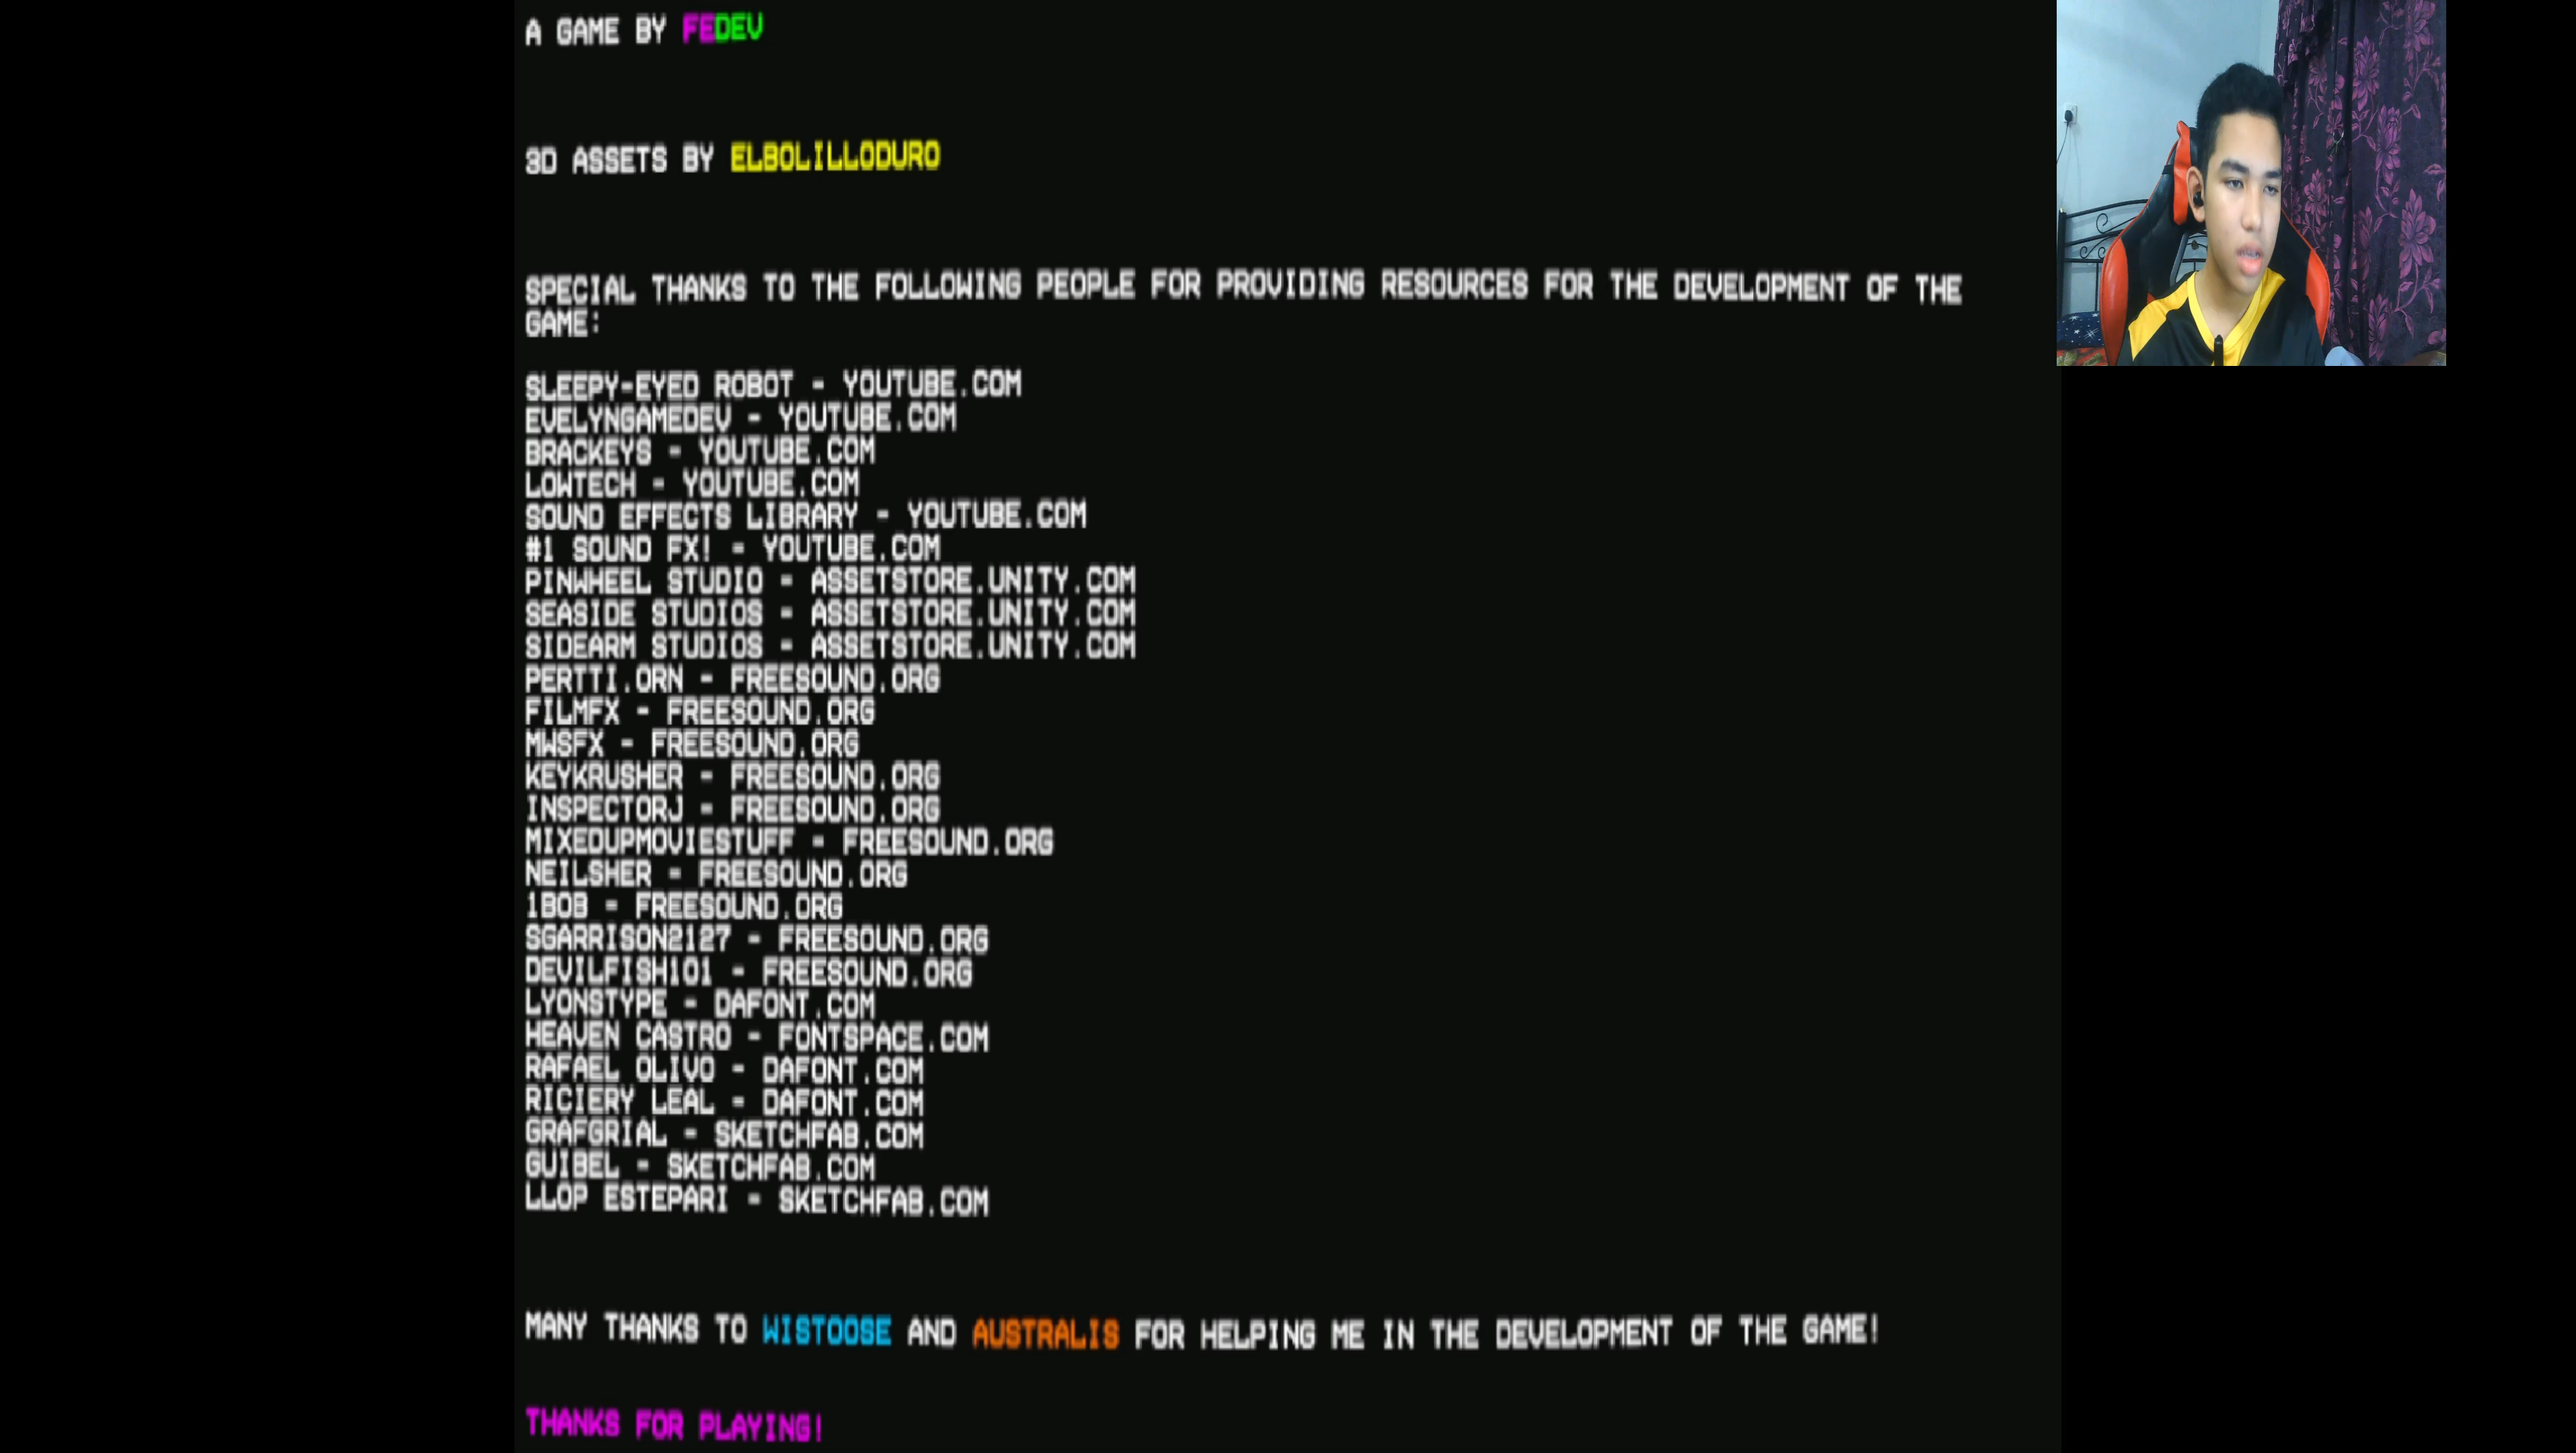 A GAME BY FEDEV
3D ASSETS BY ELBOLILLODURO
SPECIAL THANKS TO THE FOLLOWING PEOPLE FOR PROVIDING RESOURCES FOR THE DEVELOPMENT OF THE
GAME:
SLEEPY-EYED ROBOT - YOUTUBE.COM
EVELYNGAMEDEV - YOUTUBE.COM
BRACKEYS - YOUTUBE.COM
LOWTECH - YOUTUBE.COM
SOUND EFFECTS LIBRARY - YOUTUBE.COM
#1 SOUND FX! - YOUTUBE.COM
PINWHEEL STUDIO - ASSETSTORE.UNITY.COM
SEASIDE STUDIOS - ASSETSTORE.UNITY.COM
SIDEARM STUDIOS - ASSETSTORE.UNITY.COM
PERTTI.ORN - FREESOUND.ORG
FILMFX - FREESOUND.ORG
MWSFX - FREESOUND.ORG
KEYKRUSHER - FREESOUND.ORG
INSPECTORJ - FREESOUND.ORG
MIXEDUPMOVIESTUFF - FREESOUND.ORG
NEILSHER - FREESOUND.ORG
1BOB - FREESOUND.ORG
SGARRISON2127 - FREESOUND.ORG
DEVILFISH101 - FREESOUND.ORG
LYONSTYPE - DAFONT.COM
HEAVEN CASTRO - FONTSPACE.COM
RAFAEL OLIVO - DAFONT.COM
RICIERY LEAL - DAFONT.COM
GRAFGRIAL - SKETCHFAB.COM
GUIBEL - SKETCHFAB.COM
LLOP ESTEPARI - SKETCHFAB.COM
MANY THANKS TO WISTOOSE AND AUSTRALIS FOR HELPING ME IN THE DEVELOPMENT OF THE GAME!
THANKS FOR PLAYING!